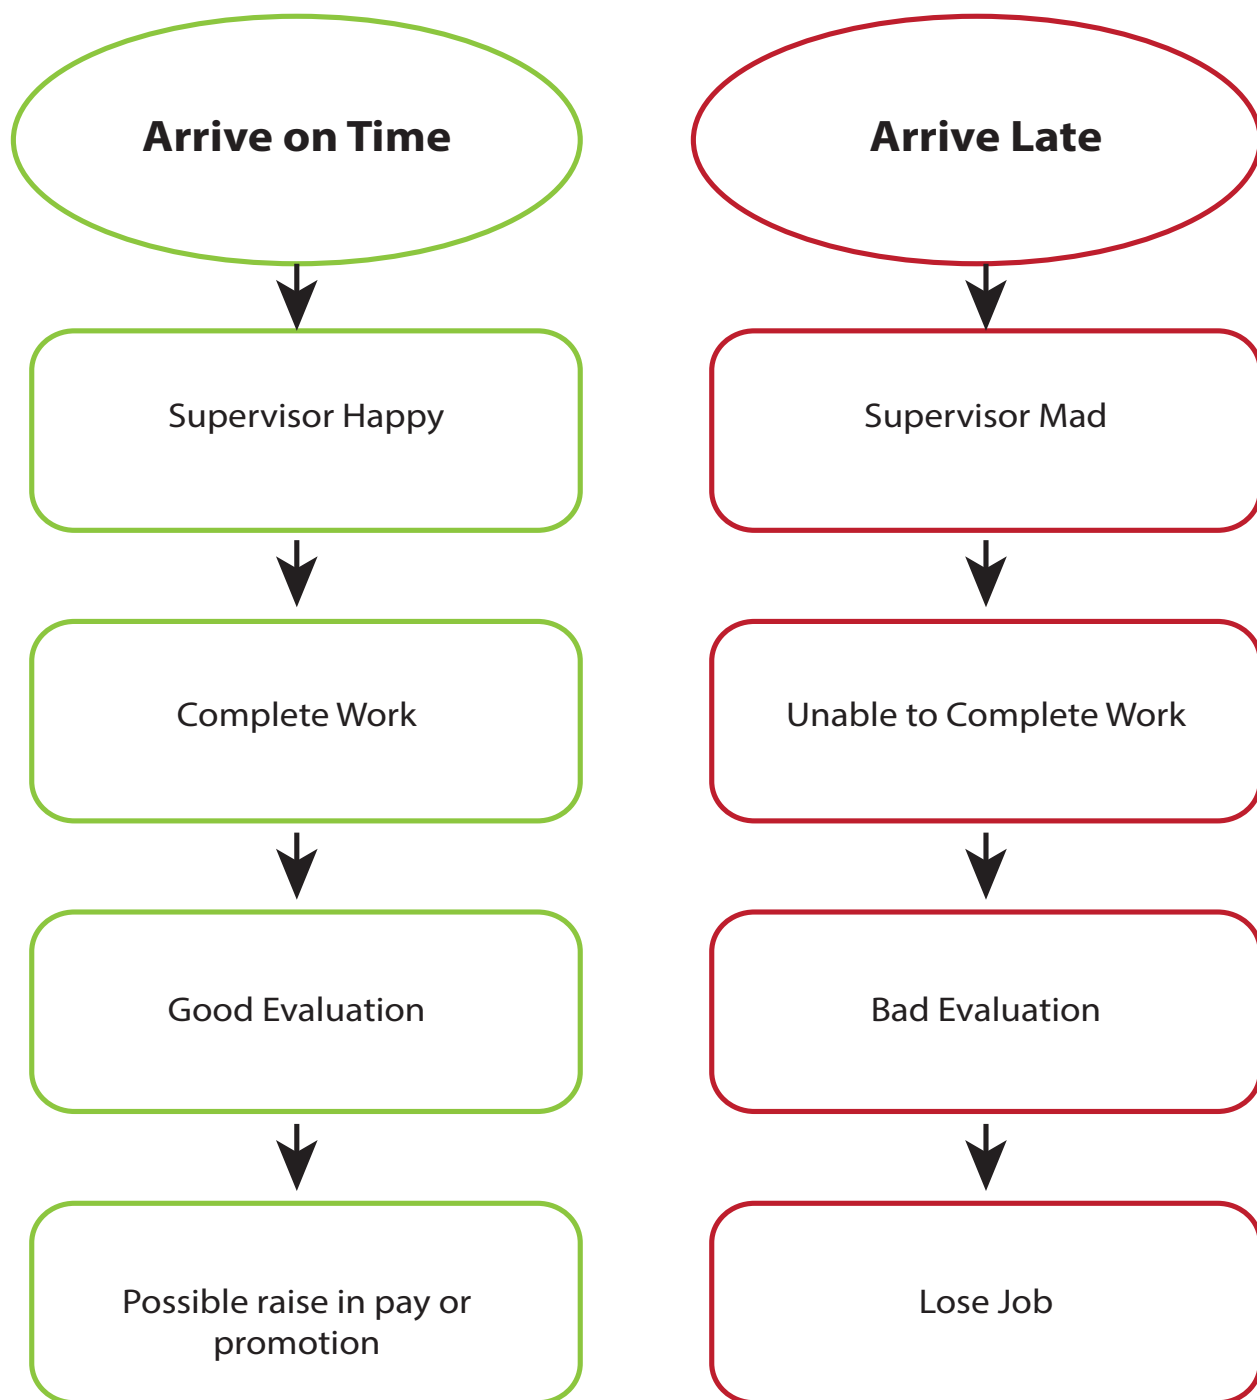 Arrive on Time
Arrive Late
Supervisor Happy
Supervisor Mad
Complete Work
Unable to Complete Work
Good Evaluation
Bad Evaluation
Possible raise in pay or
promotion
Lose Job